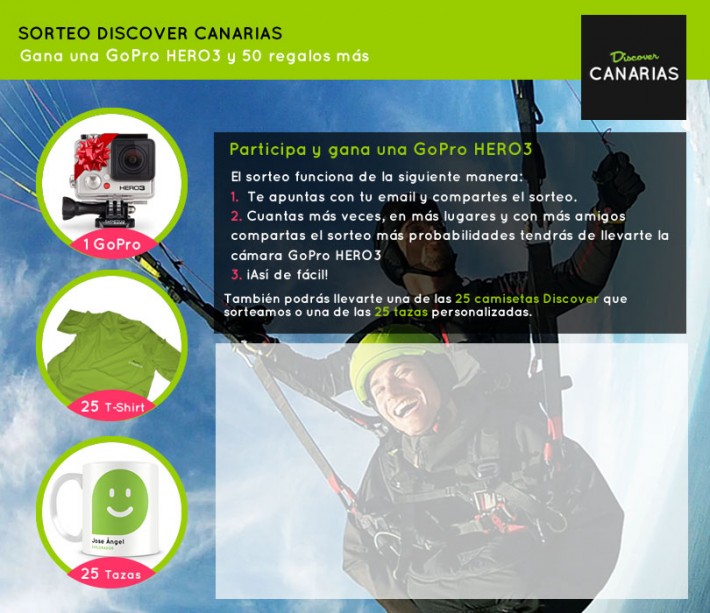 SORTEO DISCOVER CANARIAS
Gana una GoPro HERO3 y 50 regalos más
Discover
CANARIAS
HERO3
1 GoPro
Participa y gana una GoPro HERO3
El sorteo funciona de la siguiente manera:
1. Te apuntas con tu email y compartes el sorteo.
2. Cuantas más veces, en más lugares y con más amigos
compartas el sorteo más probabilidades tendrás de llevarte la
cámara GoPro HERO3
3. ¡Así de fácil!
También podrás llevarte una de las 25 camisetas Discover que
sorteamos o una de las 25 tazas personalizadas.
25 T-Shirt
Jose Ángel
25 Tazas